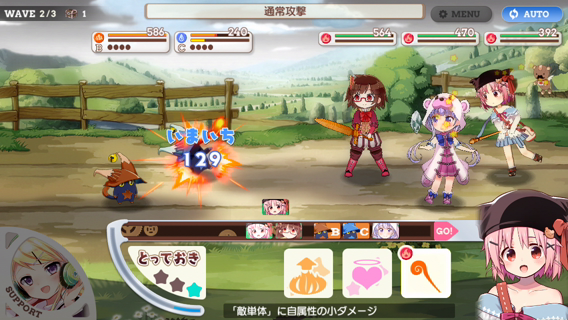 WAVE 2/3 1
通常攻撃
MENU
AUTO
586
B
240
C
564
470
392
いまいち
129
B C GO!
とっておき
SUPPORT
「敵単体」に自属性の小ダメージ